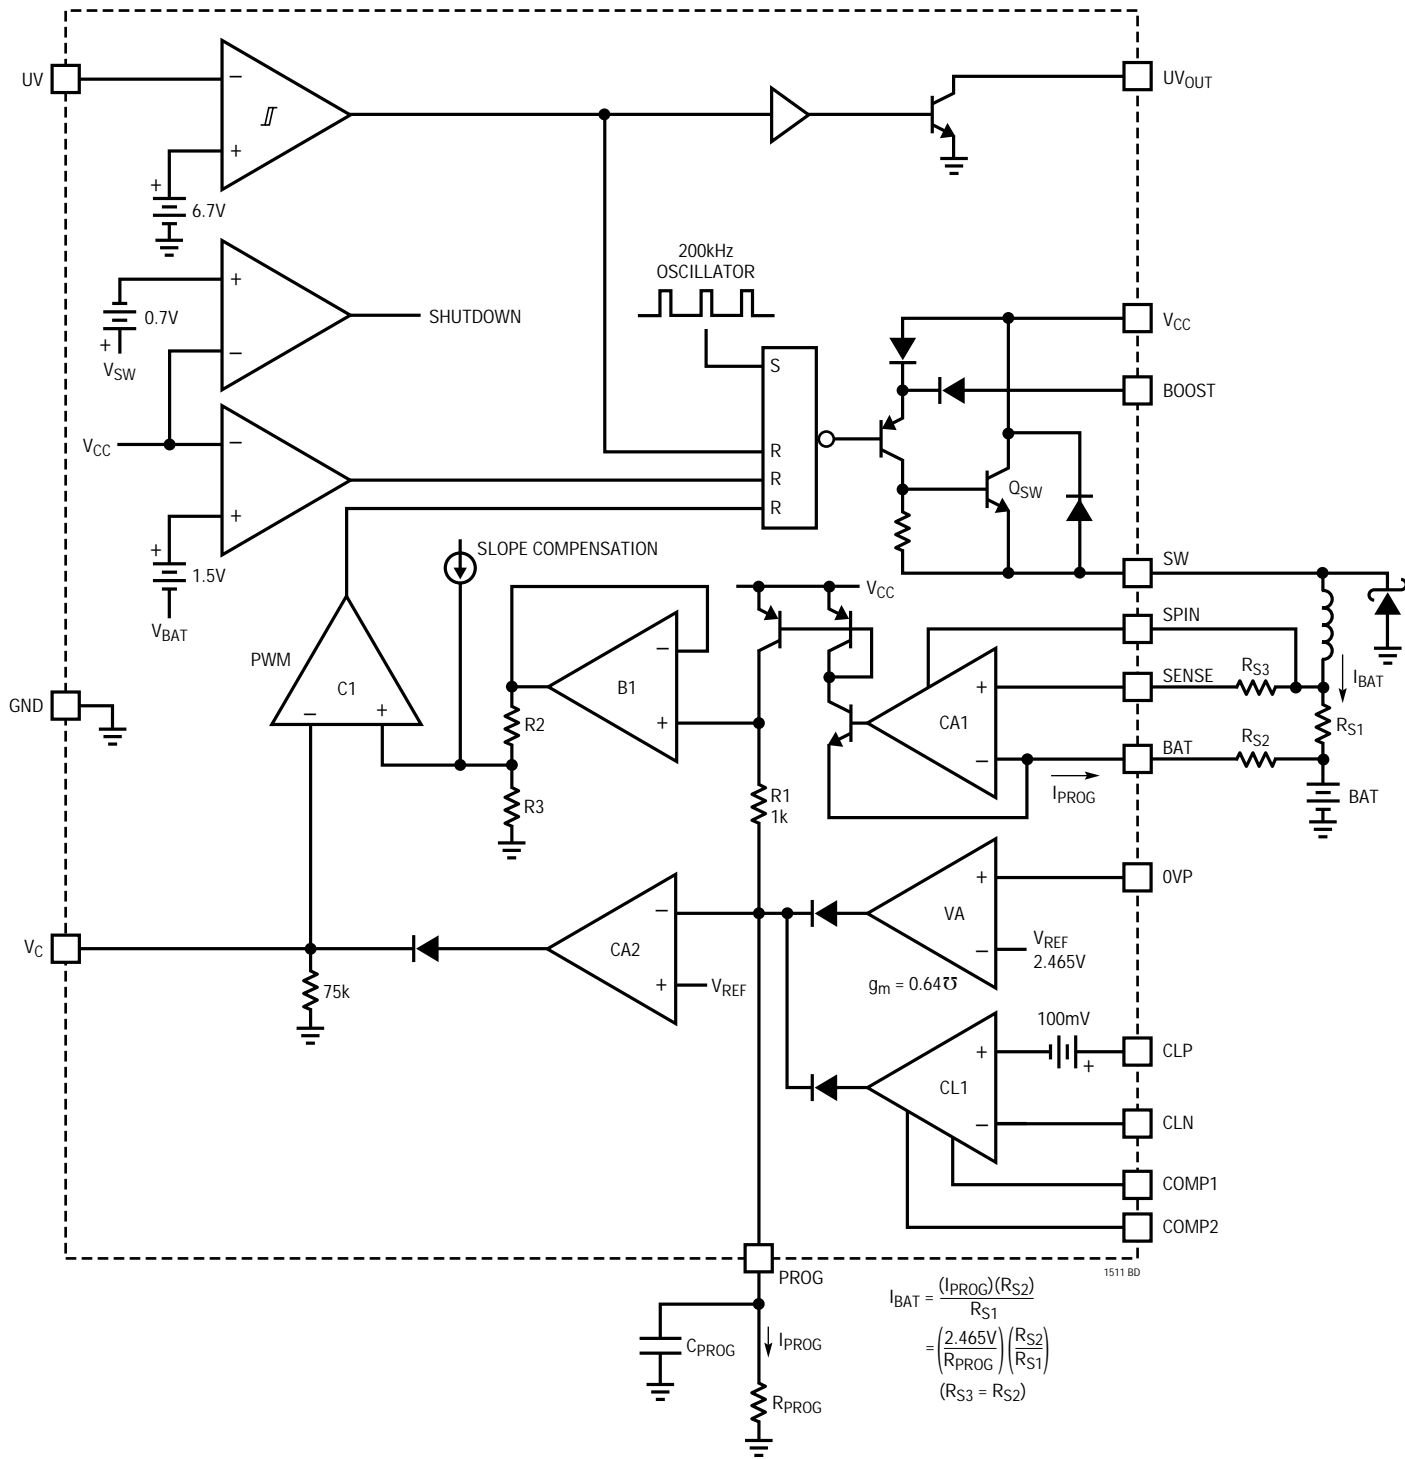 UV
−
+
+
6.7V
UVOUT
+
0.7V
+
VSW
−
SHUTDOWN
200kHz
OSCILLATOR
S
R
R
R
VCC
BOOST
VCC
−
+
+
1.5V
VBAT
QSW
SW
SLOPE COMPENSATION
VCC
SPIN
PWM
C1
−
+
B1
−
+
R2
R3
CA1
+
−
SENSE
RS3
IBAT
RS1
BAT
RS2
IPROG
BAT
GND
R1
1k
0VP
VA
+
−
VREF
2.465V
gm = 0.64℧
VC
75k
CA2
−
+
VREF
100mV
+
CL1
+
−
CLP
CLN
COMP1
COMP2
PROG
1511 BD
CPROG
IPROG
RPROG
IBAT = (IPROG)(RS2) / RS1
= (2.465V / RPROG)(RS2 / RS1)
(RS3 = RS2)